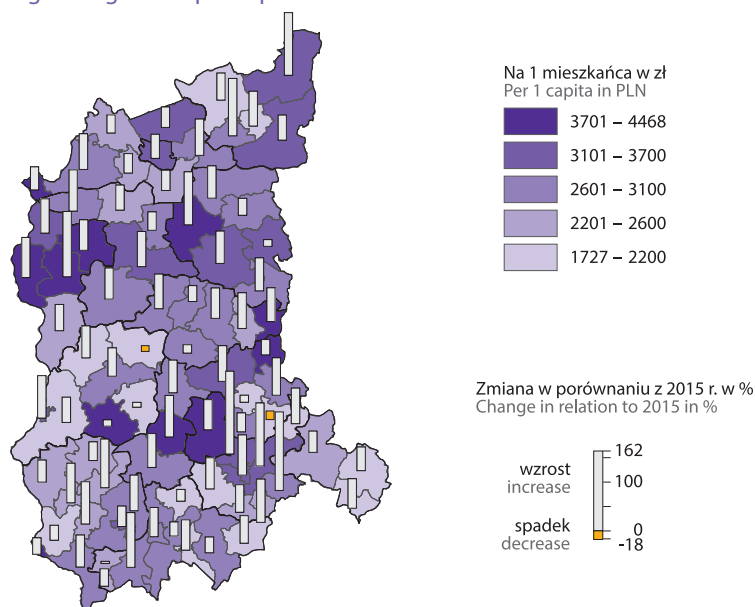 Na 1 mieszkańca w zł
Per 1 capita in PLN
3701 – 4468
3101 – 3700
2601 – 3100
2201 – 2600
1727 – 2200
Zmiana w porównaniu z 2015 r. w %
Change in relation to 2015 in %
wzrost
increase
spadek
decrease
162
100
0
-18